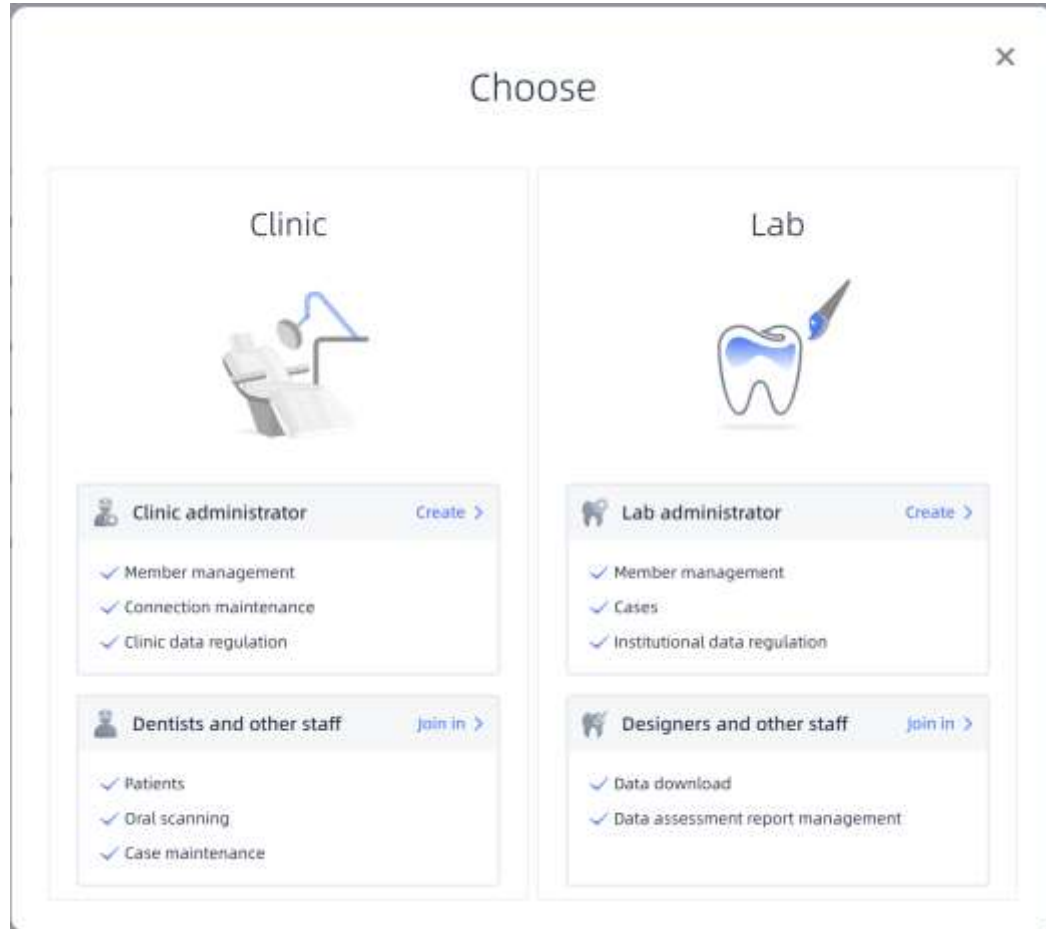 Choose
Clinic
Clinic administrator Create >
Member management
Connection maintenance
Clinic data regulation
Dentists and other staff Join in >
Patients
Oral scanning
Case maintenance
Lab
Lab administrator Create >
Member management
Cases
Institutional data regulation
Designers and other staff Join in >
Data download
Data assessment report management